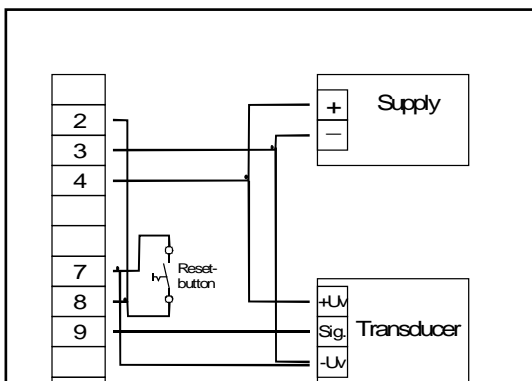 2
3
4
7
8
9
Supply
+
–
Reset-
button
+Uv
Sig.
-Uv
Transducer